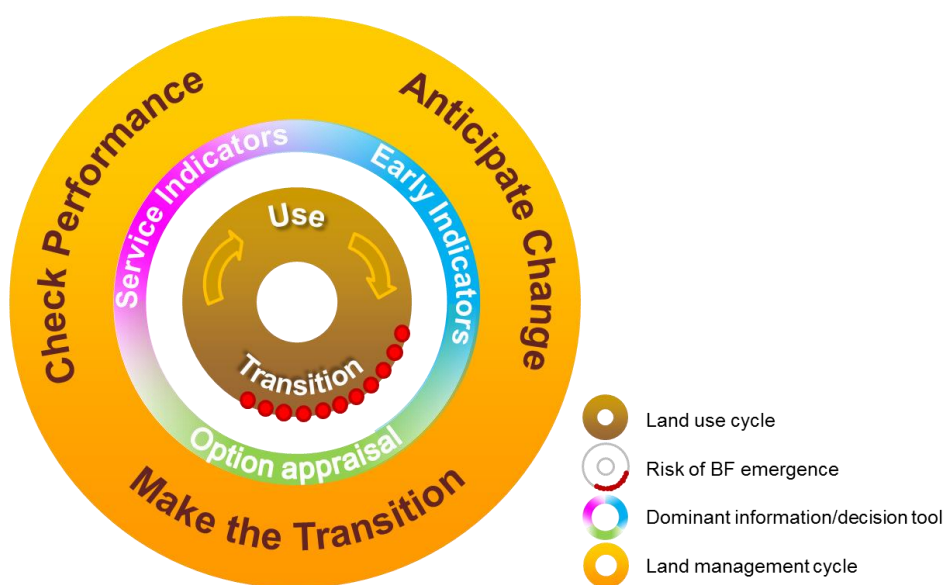 Check Performance
Anticipate Change
Make the Transition
Service Indicators
Early Indicators
Option appraisal
Use
Transition
Land use cycle
Risk of BF emergence
Dominant information/decision tool
Land management cycle